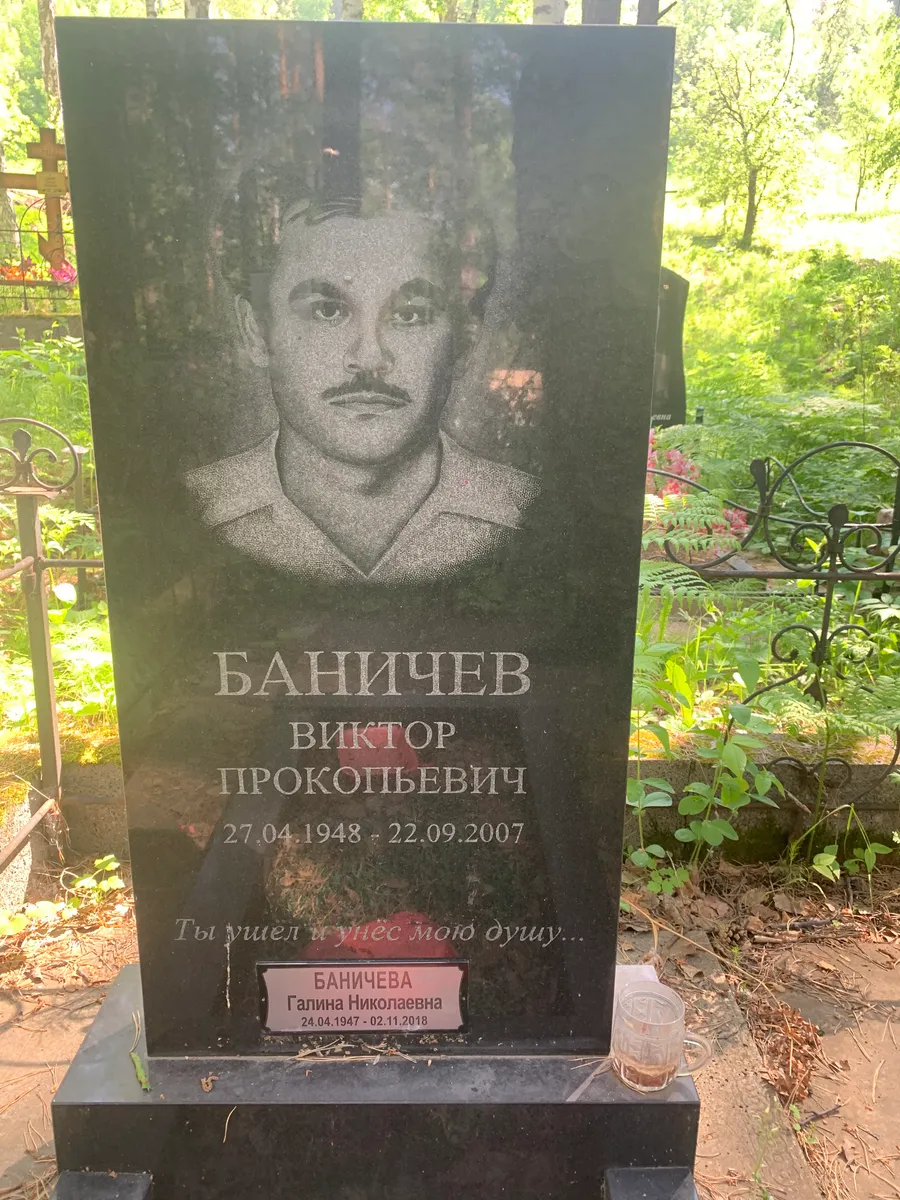 БАНИЧЕВ
ВИКТОР
ПРОКОПЬЕВИЧ
27.04.1948 - 22.09.2007
Ты ушел и унёс мою душу...
БАНИЧЕВА
Галина Николаевна
24.04.1947 - 02.11.2018